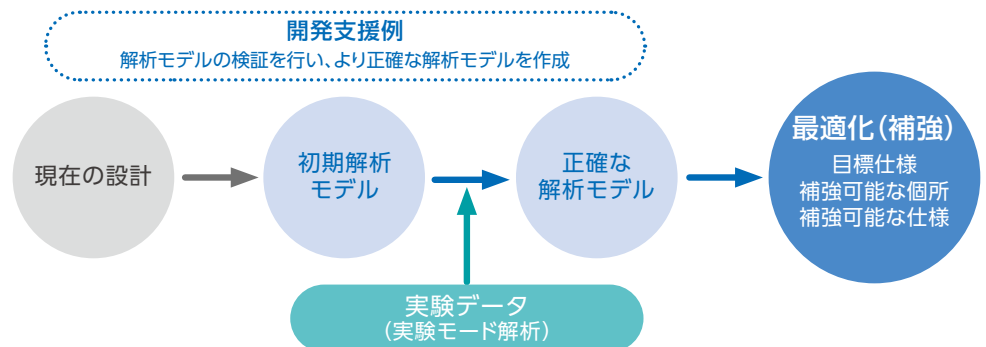 開発支援例
解析モデルの検証を行い、より正確な解析モデルを作成
現在の設計
初期解析
モデル
正確な
解析モデル
最適化（補強）
目標仕様
補強可能な個所
補強可能な仕様
実験データ
（実験モード解析）